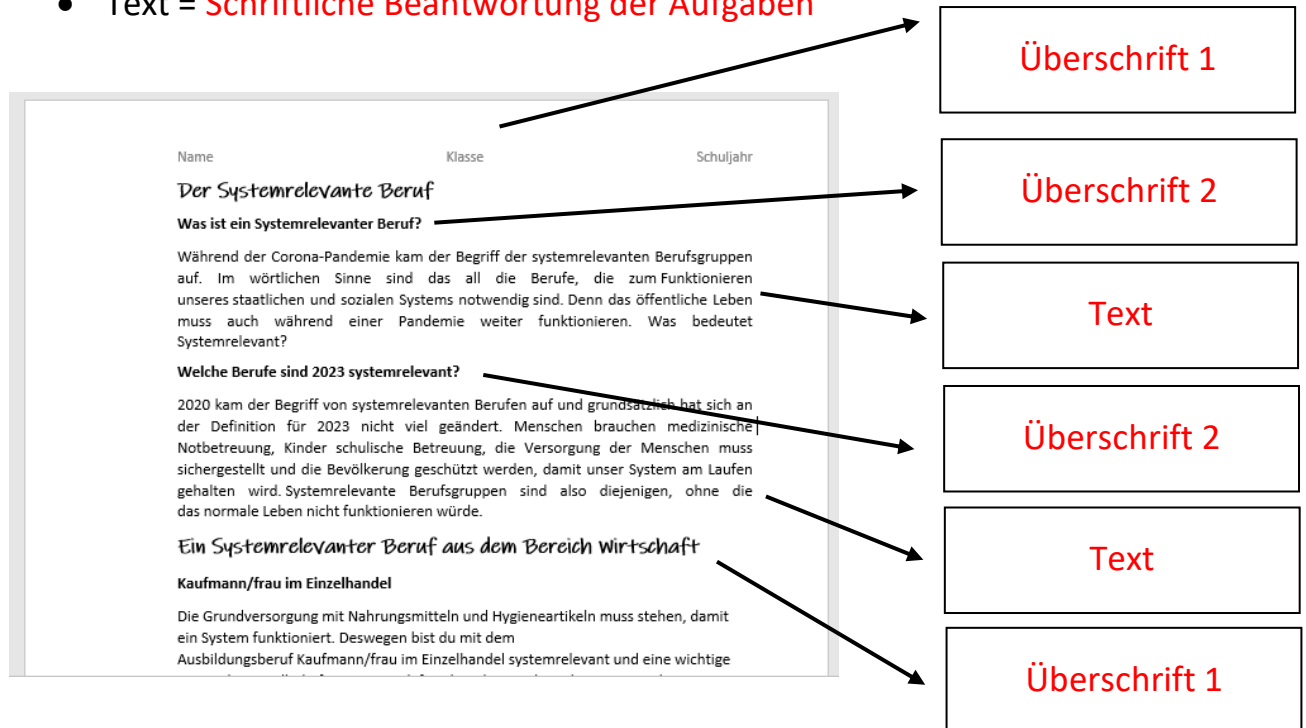 Text = Schriftliche Beantwortung der Aufgaben
Überschrift 1
Name Klasse Schuljahr
Der Systemrelevante Beruf
Überschrift 2
Was ist ein Systemrelevanter Beruf?
Während der Corona-Pandemie kam der Begriff der systemrelevanten Berufsgruppen
auf. Im wörtlichen Sinne sind das all die Berufe, die zum Funktionieren
unseres staatlichen und sozialen Systems notwendig sind. Denn das öffentliche Leben
muss auch während einer Pandemie weiter funktionieren. Was bedeutet
Systemrelevant?
Text
Welche Berufe sind 2023 systemrelevant?
2020 kam der Begriff von systemrelevanten Berufen auf und grundsätzlich hat sich an
der Definition für 2023 nicht viel geändert. Menschen brauchen medizinische
Notbetreuung, Kinder schulische Betreuung, die Versorgung der Menschen muss
sichergestellt und die Bevölkerung geschützt werden, damit unser System am Laufen
gehalten wird. Systemrelevante Berufsgruppen sind also diejenigen, ohne die
das normale Leben nicht funktionieren würde.
Überschrift 2
Text
Ein Systemrelevanter Beruf aus dem Bereich Wirtschaft
Kaufmann/frau im Einzelhandel
Die Grundversorgung mit Nahrungsmitteln und Hygieneartikeln muss stehen, damit
ein System funktioniert. Deswegen bist du mit dem
Ausbildungsberuf Kaufmann/frau im Einzelhandel systemrelevant und eine wichtige
Überschrift 1